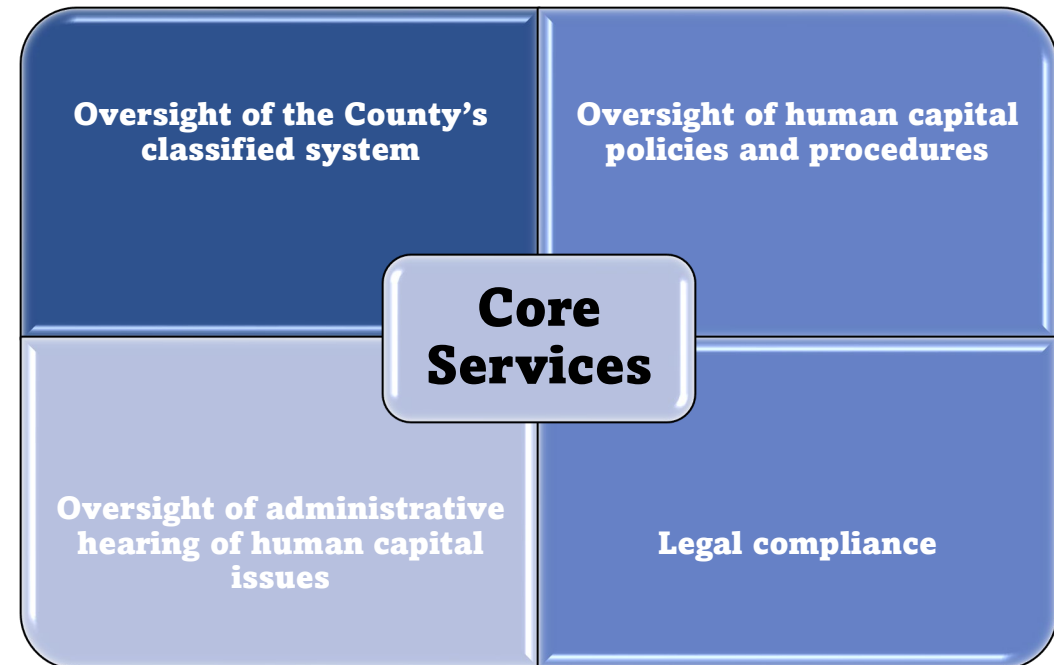 Oversight of the County’s
classified system
Oversight of human capital
policies and procedures
Core
Services
Oversight of administrative
hearing of human capital
issues
Legal compliance